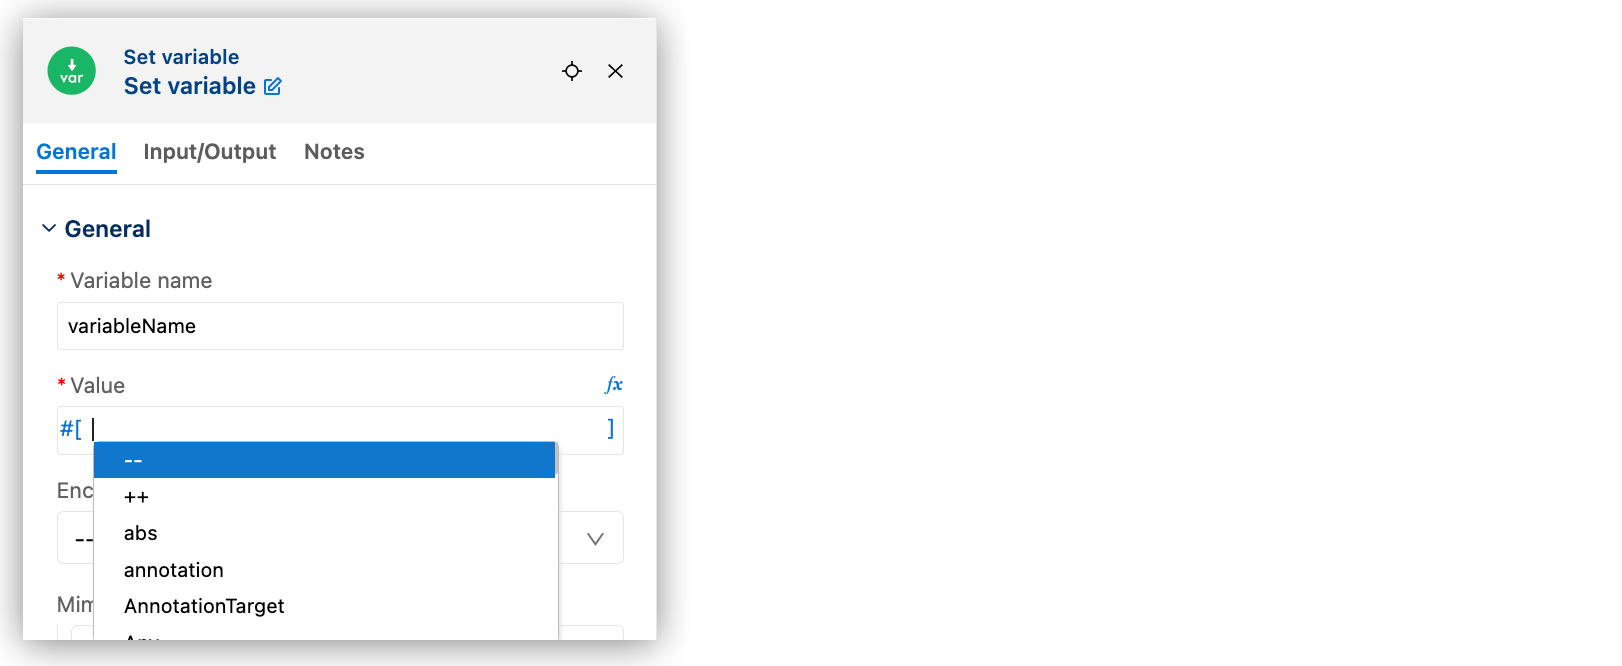 var
Set variable
Set variable
General Input/Output Notes
General
* Variable name
variableName
* Value fx
#[ ]
--
++
abs
annotation
AnnotationTarget
Enc
--
Mim